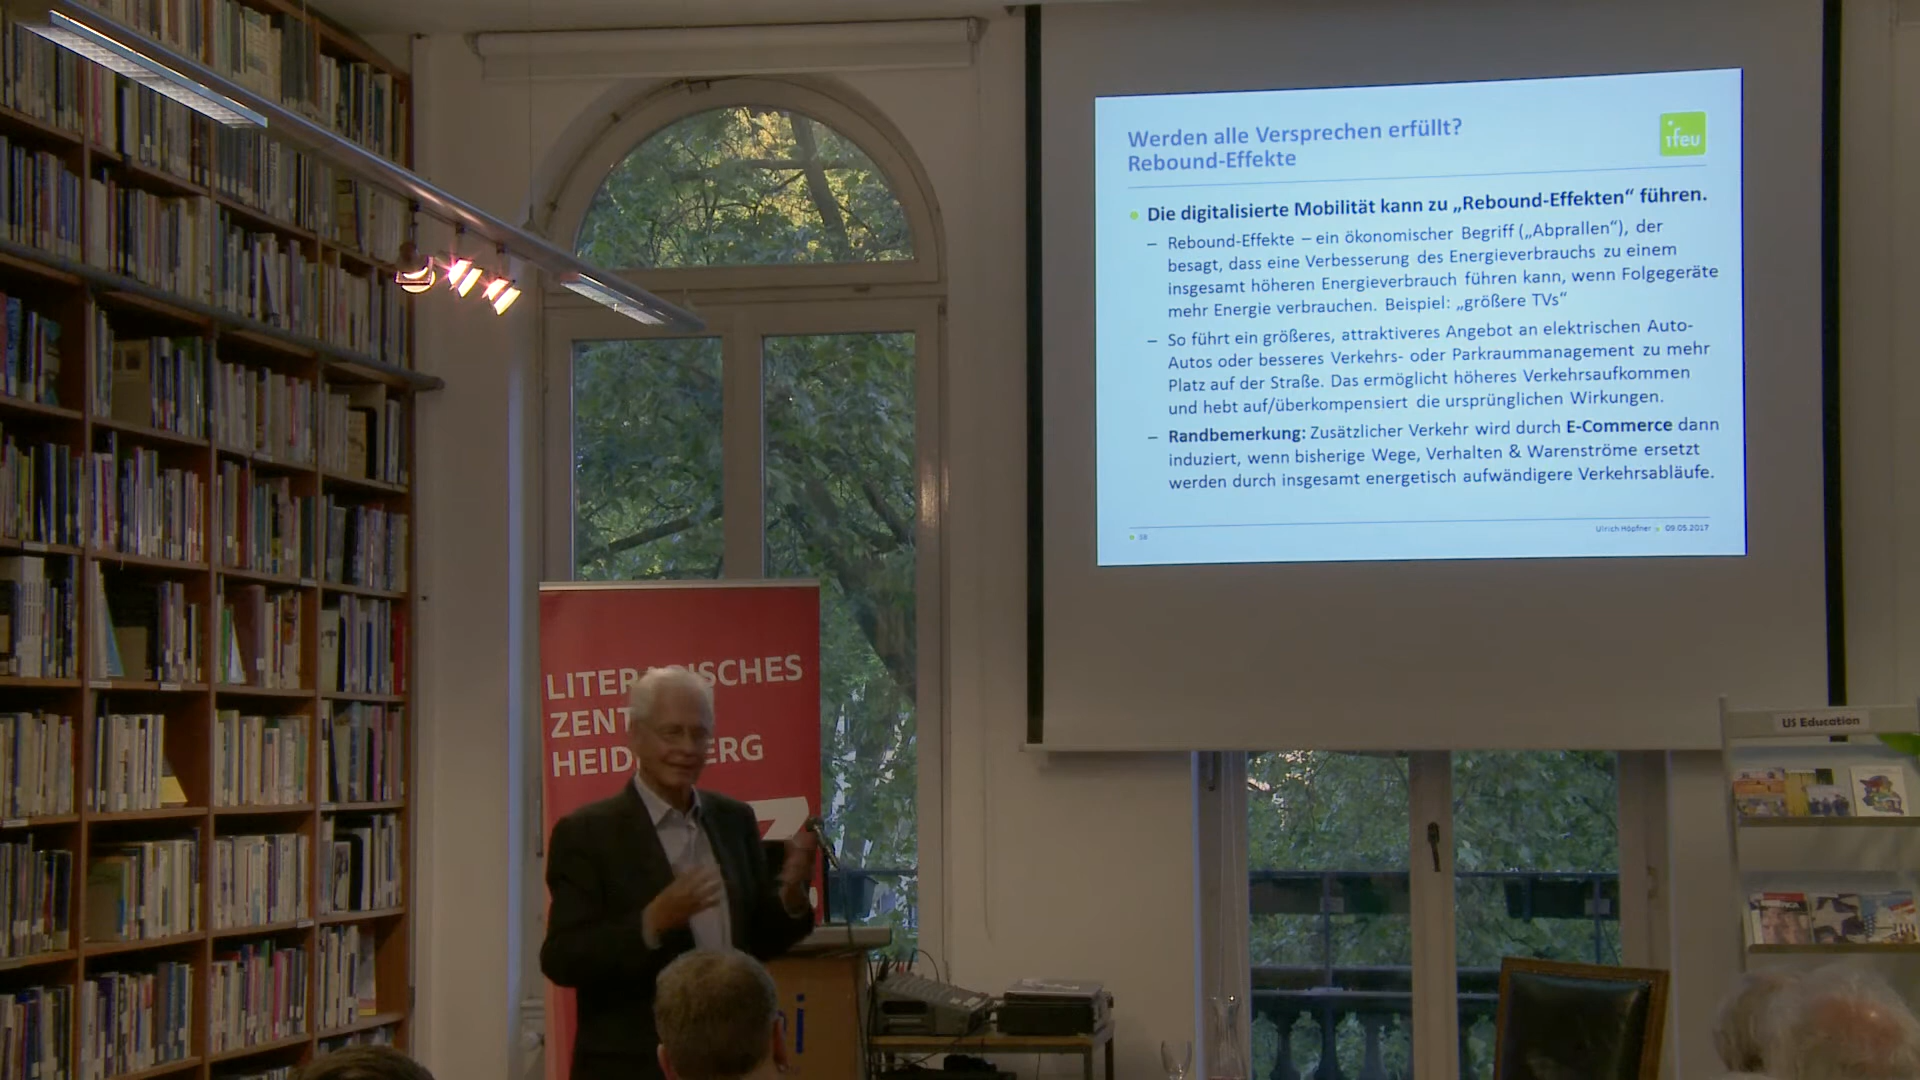 Werden alle Versprechen erfüllt?
Rebound-Effekte
ifeu
Die digitalisierte Mobilität kann zu „Rebound-Effekten“ führen.
– Rebound-Effekte – ein ökonomischer Begriff („Abprallen“), der
besagt, dass eine Verbesserung des Energieverbrauchs zu einem
insgesamt höheren Energieverbrauch führen kann, wenn Folgegeräte
mehr Energie verbrauchen. Beispiel: „größere TVs“
– So führt ein größeres, attraktiveres Angebot an elektrischen Auto-
Autos oder besseres Verkehrs- oder Parkraummanagement zu mehr
Platz auf der Straße. Das ermöglicht höheres Verkehrsaufkommen
und hebt auf/überkompensiert die ursprünglichen Wirkungen.
– Randbemerkung: Zusätzlicher Verkehr wird durch E-Commerce dann
induziert, wenn bisherige Wege, Verhalten & Warenströme ersetzt
werden durch insgesamt energetisch aufwändigere Verkehrsabläufe.
38
Ulrich Höpfner 09.05.2017
LITERARISCHES
ZENT
HEIDELBERG
US Education